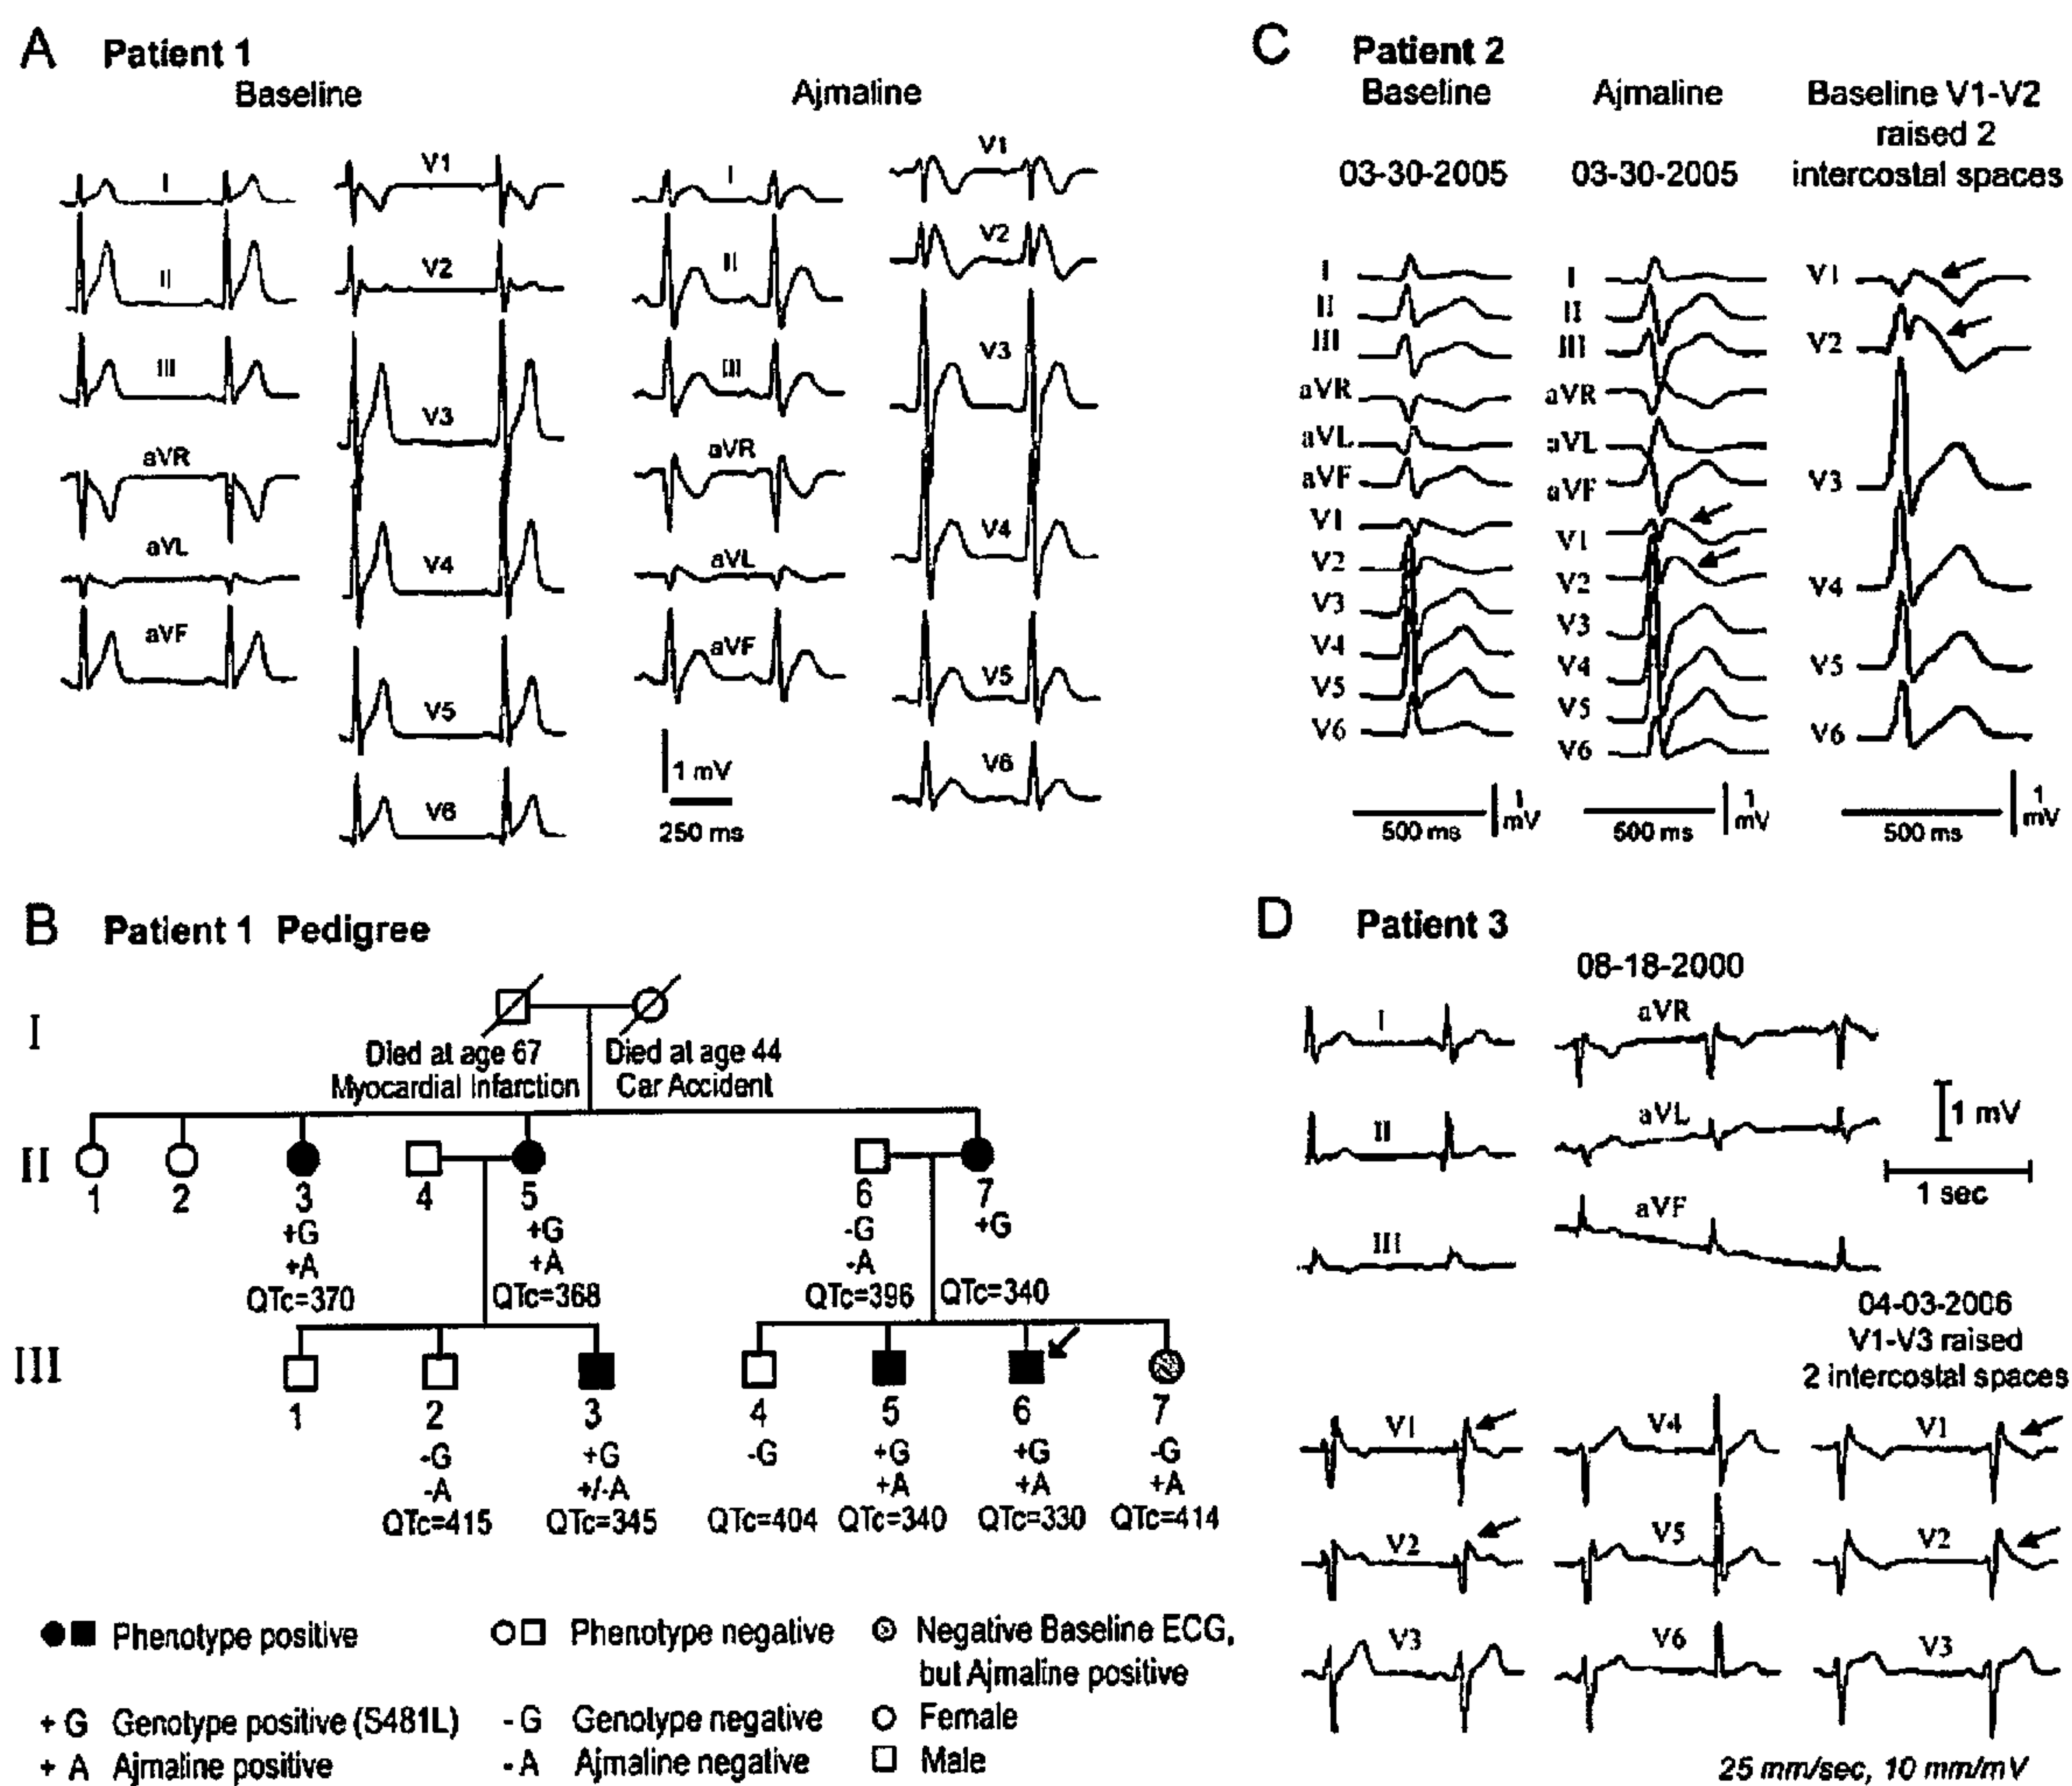 A Patient 1
Baseline
Ajmaline
I
II
III
aVR
aVL
aVF
V1
V2
V3
V4
V5
V6
I
II
III
aVR
aVL
aVF
1 mV
250 ms
V1
V2
V3
V4
V5
V6
B Patient 1 Pedigree
I
Died at age 67
Myocardial Infarction
Died at age 44
Car Accident
II
1 2 3 4 5 6 7
+G +G -G +G
+A +A -A
QTc=370 QTc=368 QTc=396 QTc=340
III
1 2 3 4 5 6 7
-G +G -G +G +G -G
-A +/-A +A +A +A
QTc=415 QTc=345 QTc=404 QTc=340 QTc=330 QTc=414
Phenotype positive
Phenotype negative
Negative Baseline ECG,
but Ajmaline positive
+ G Genotype positive (S481L)
- G Genotype negative
Female
+ A Ajmaline positive
- A Ajmaline negative
Male
C Patient 2
Baseline
03-30-2005
Ajmaline
03-30-2005
Baseline V1-V2
raised 2
intercostal spaces
I
II
III
aVR
aVL
aVF
V1
V2
V3
V4
V5
V6
500 ms
1
mV
I
II
III
aVR
aVL
aVF
V1
V2
V3
V4
V5
V6
500 ms
1
mV
V1
V2
V3
V4
V5
V6
500 ms
1
mV
D Patient 3
08-18-2000
I
II
III
aVR
aVL
aVF
1 mV
1 sec
04-03-2006
V1-V3 raised
2 intercostal spaces
V1
V2
V3
V4
V5
V6
V1
V2
V3
25 mm/sec, 10 mm/mV